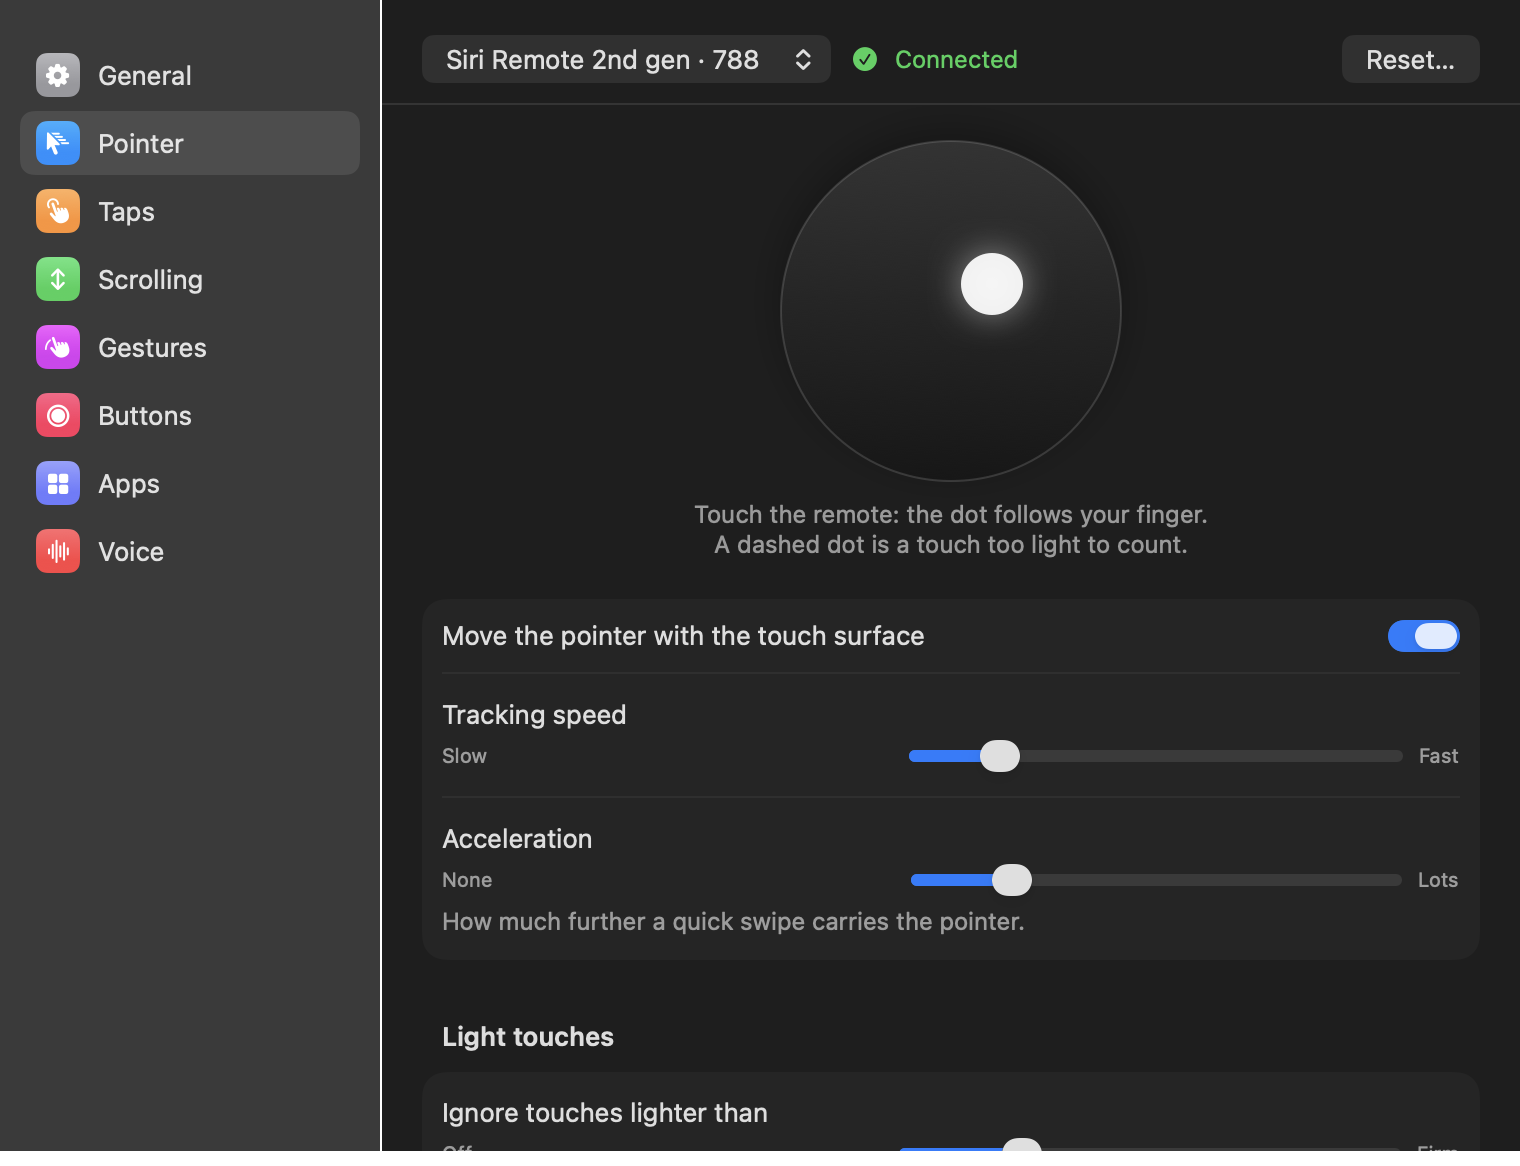 General
Pointer
Taps
Scrolling
Gestures
Buttons
Apps
Voice
Siri Remote 2nd gen · 788
Connected
Reset...
Touch the remote: the dot follows your finger.
A dashed dot is a touch too light to count.
Move the pointer with the touch surface
Tracking speed
Slow
Fast
Acceleration
None
Lots
How much further a quick swipe carries the pointer.
Light touches
Ignore touches lighter than
Off
Firm